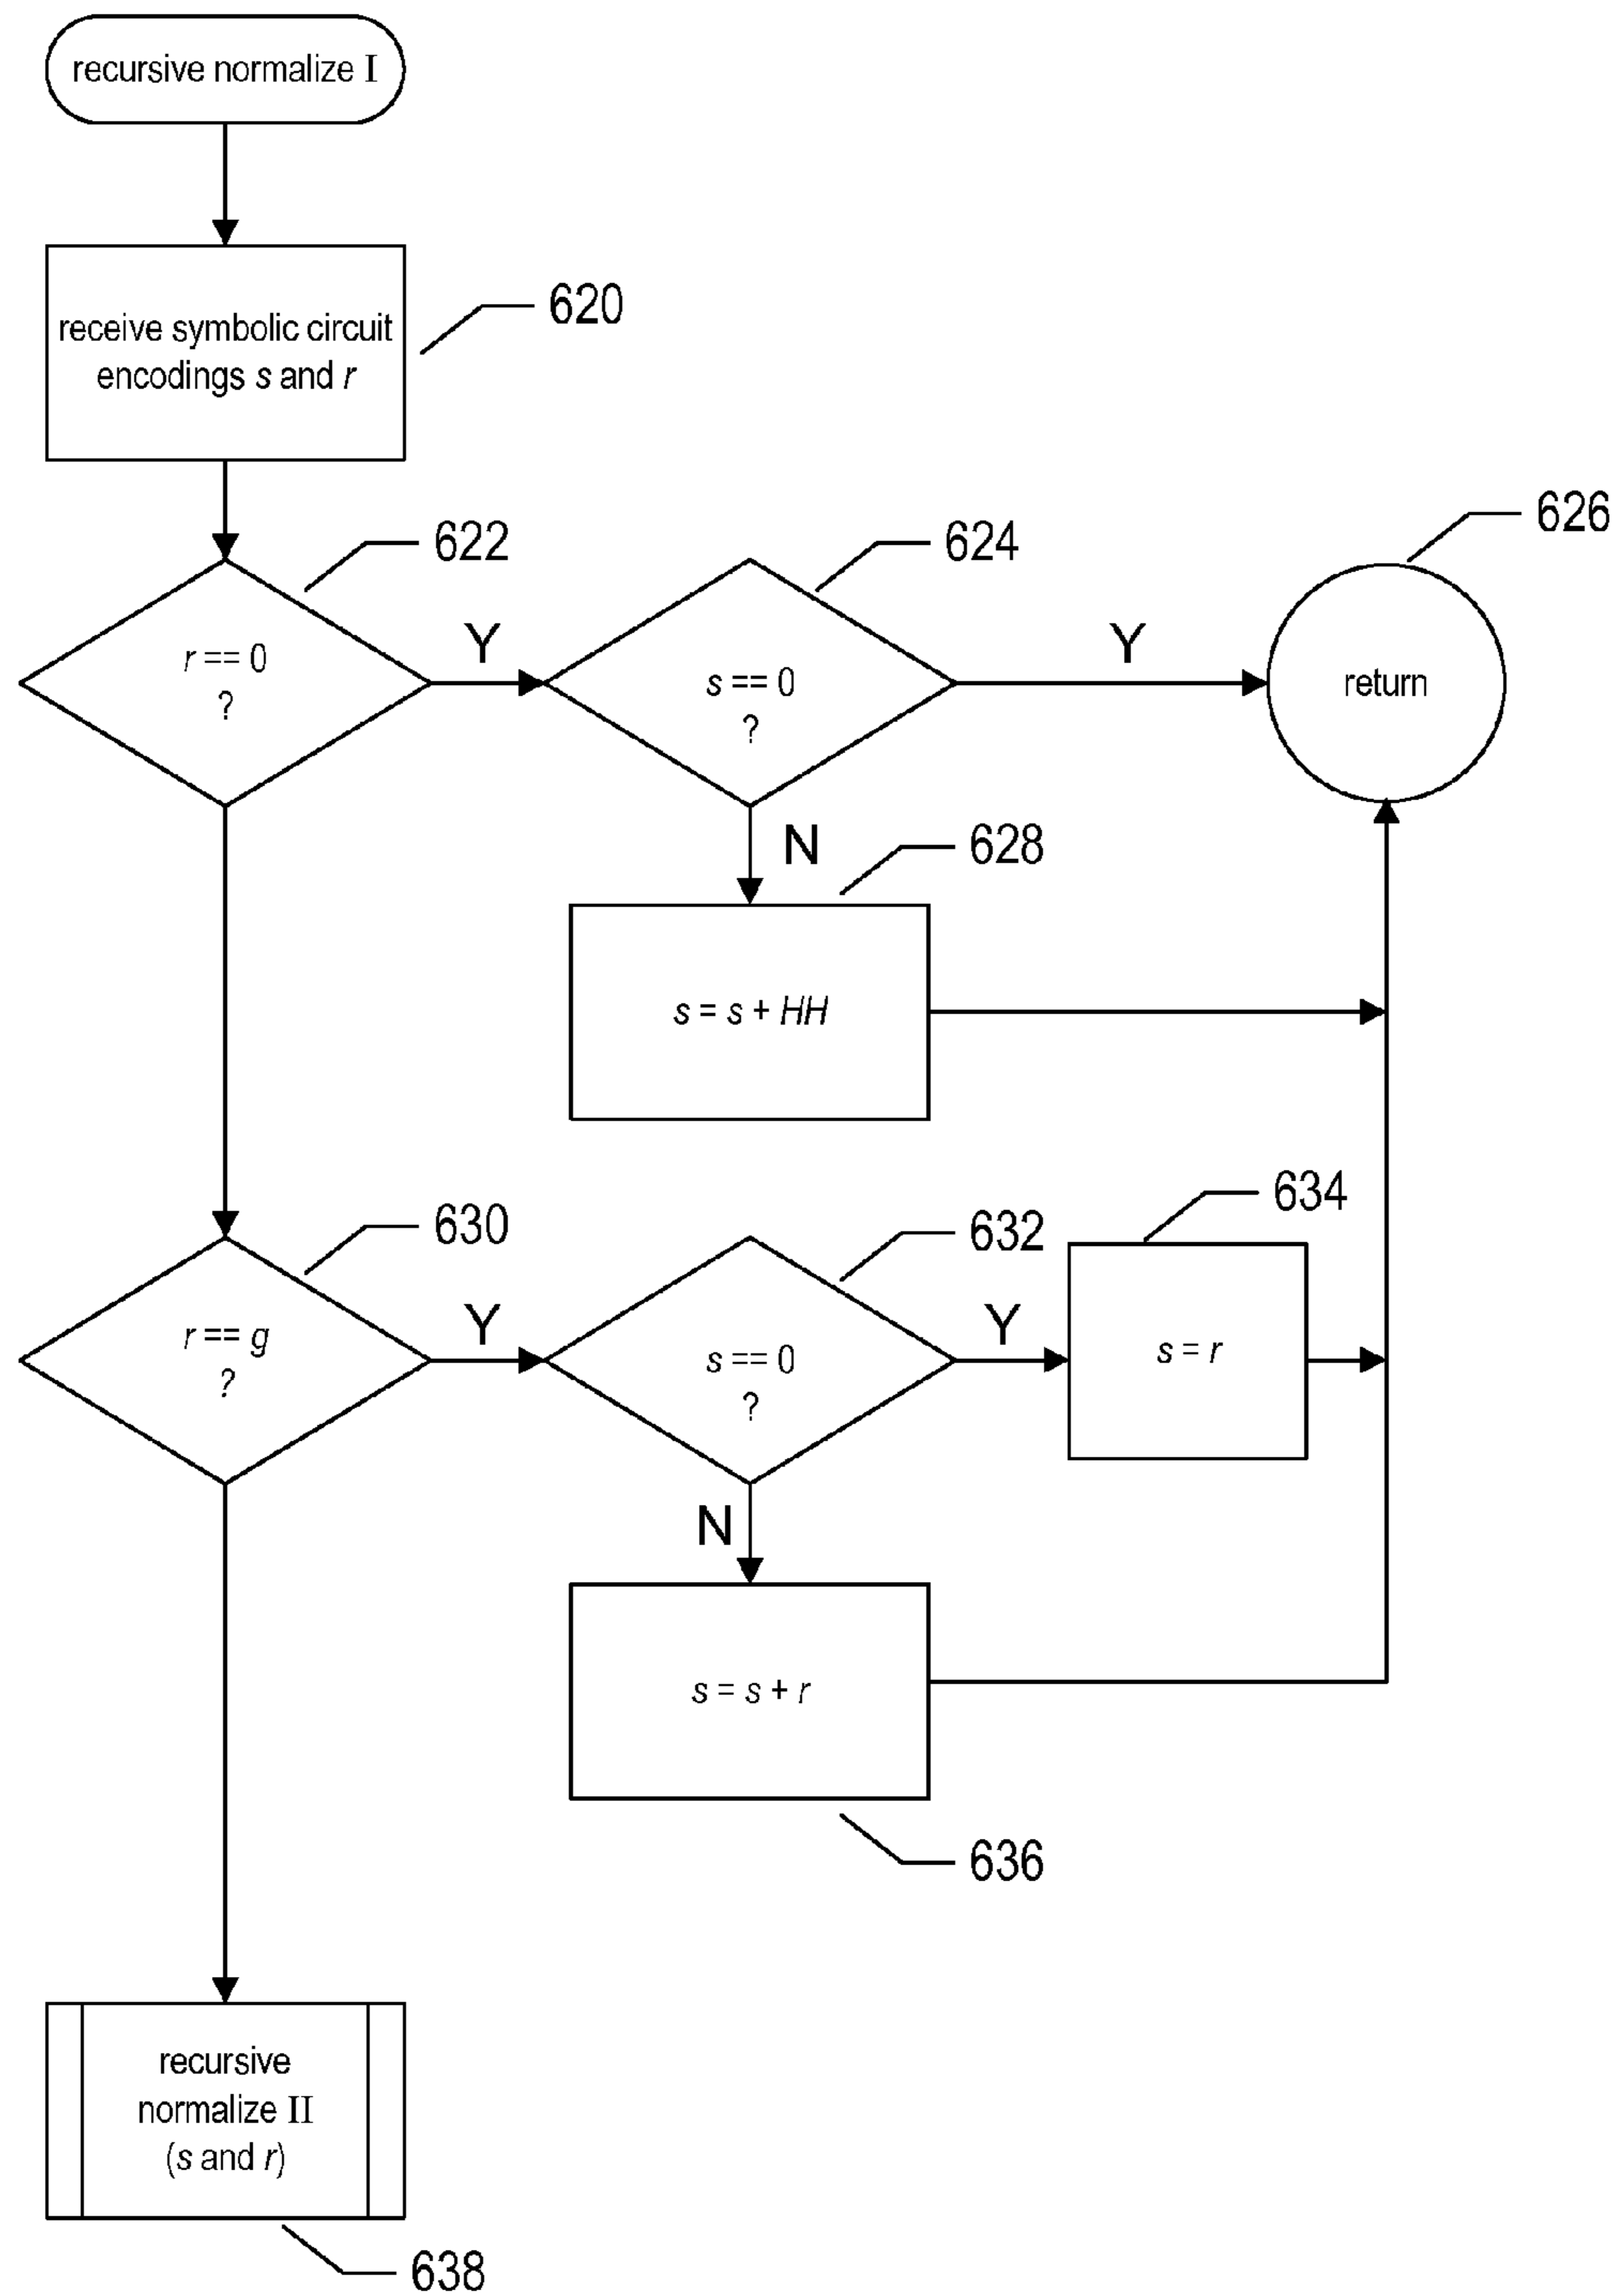 recursive normalize I
receive symbolic circuit
encodings s and r
620
622
624
626
r == 0
?
Y
s == 0
?
Y
return
N
628
s = s + HH
630
632
634
r == g
?
Y
s == 0
?
Y
s = r
N
s = s + r
636
recursive
normalize II
(s and r)
638